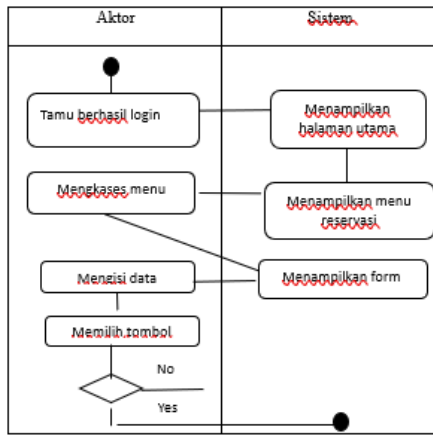 Aktor
Sistem
Tamu berhasil login
Menampilkan
halaman utama
Mengkases menu
Menampilkan menu
reservasi
Menampilkan form
Mengisi data
Memilih tombol
No
Yes